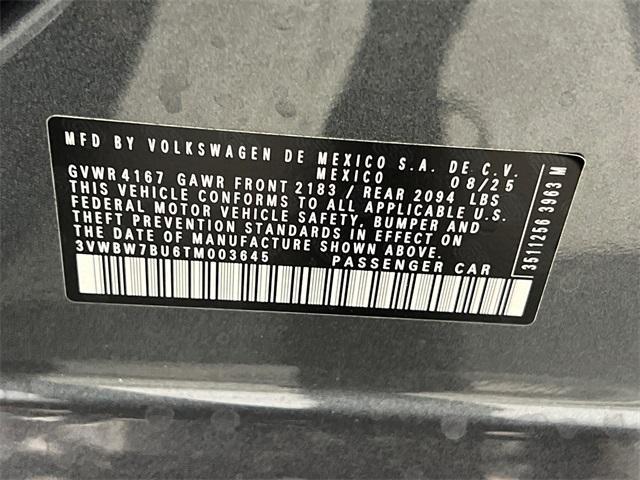 MFD BY VOLKSWAGEN DE MEXICO S.A. DE C.V.
MEXICO 08/25
GVWR 4167 GAWR FRONT 2183 / REAR 2094 LBS
THIS VEHICLE CONFORMS TO ALL APPLICABLE U.S.
FEDERAL MOTOR VEHICLE SAFETY, BUMPER AND
THEFT PREVENTION STANDARDS IN EFFECT ON
THE DATE OF MANUFACTURE SHOWN ABOVE.
3VWBW7BU6TM003645 PASSENGER CAR
3511256 3963 M